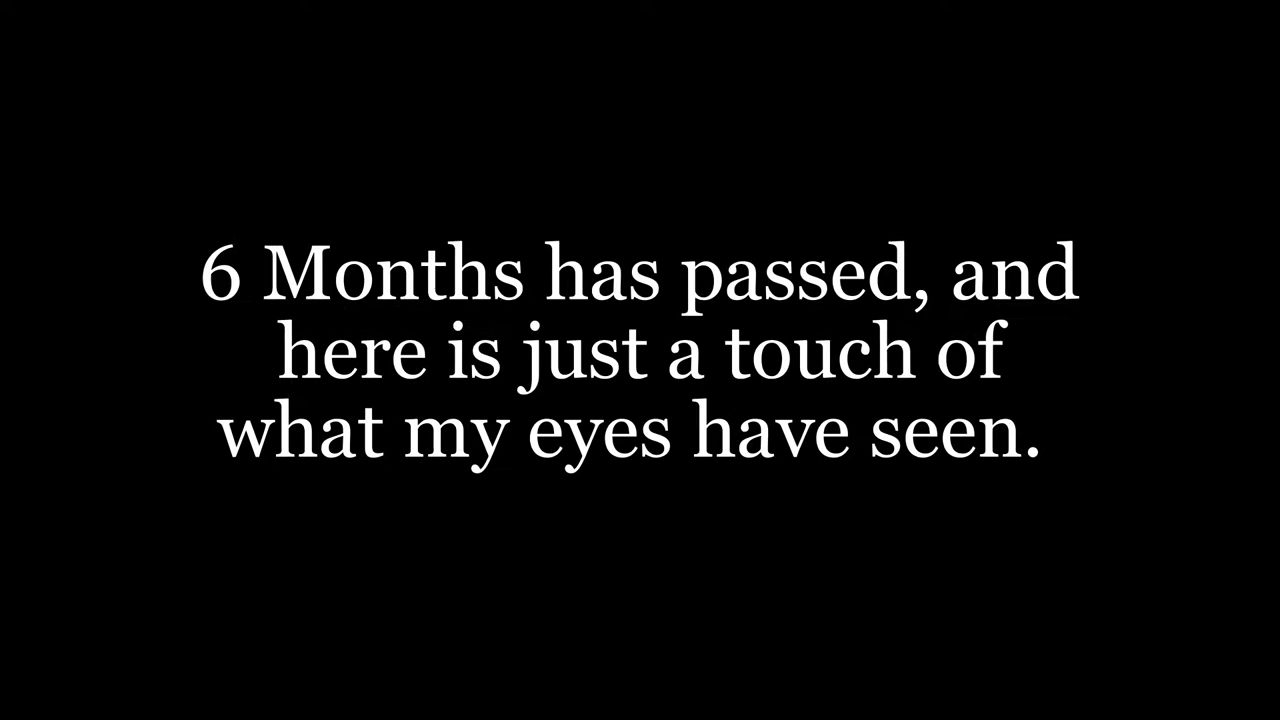 6 Months has passed, and
here is just a touch of
what my eyes have seen.